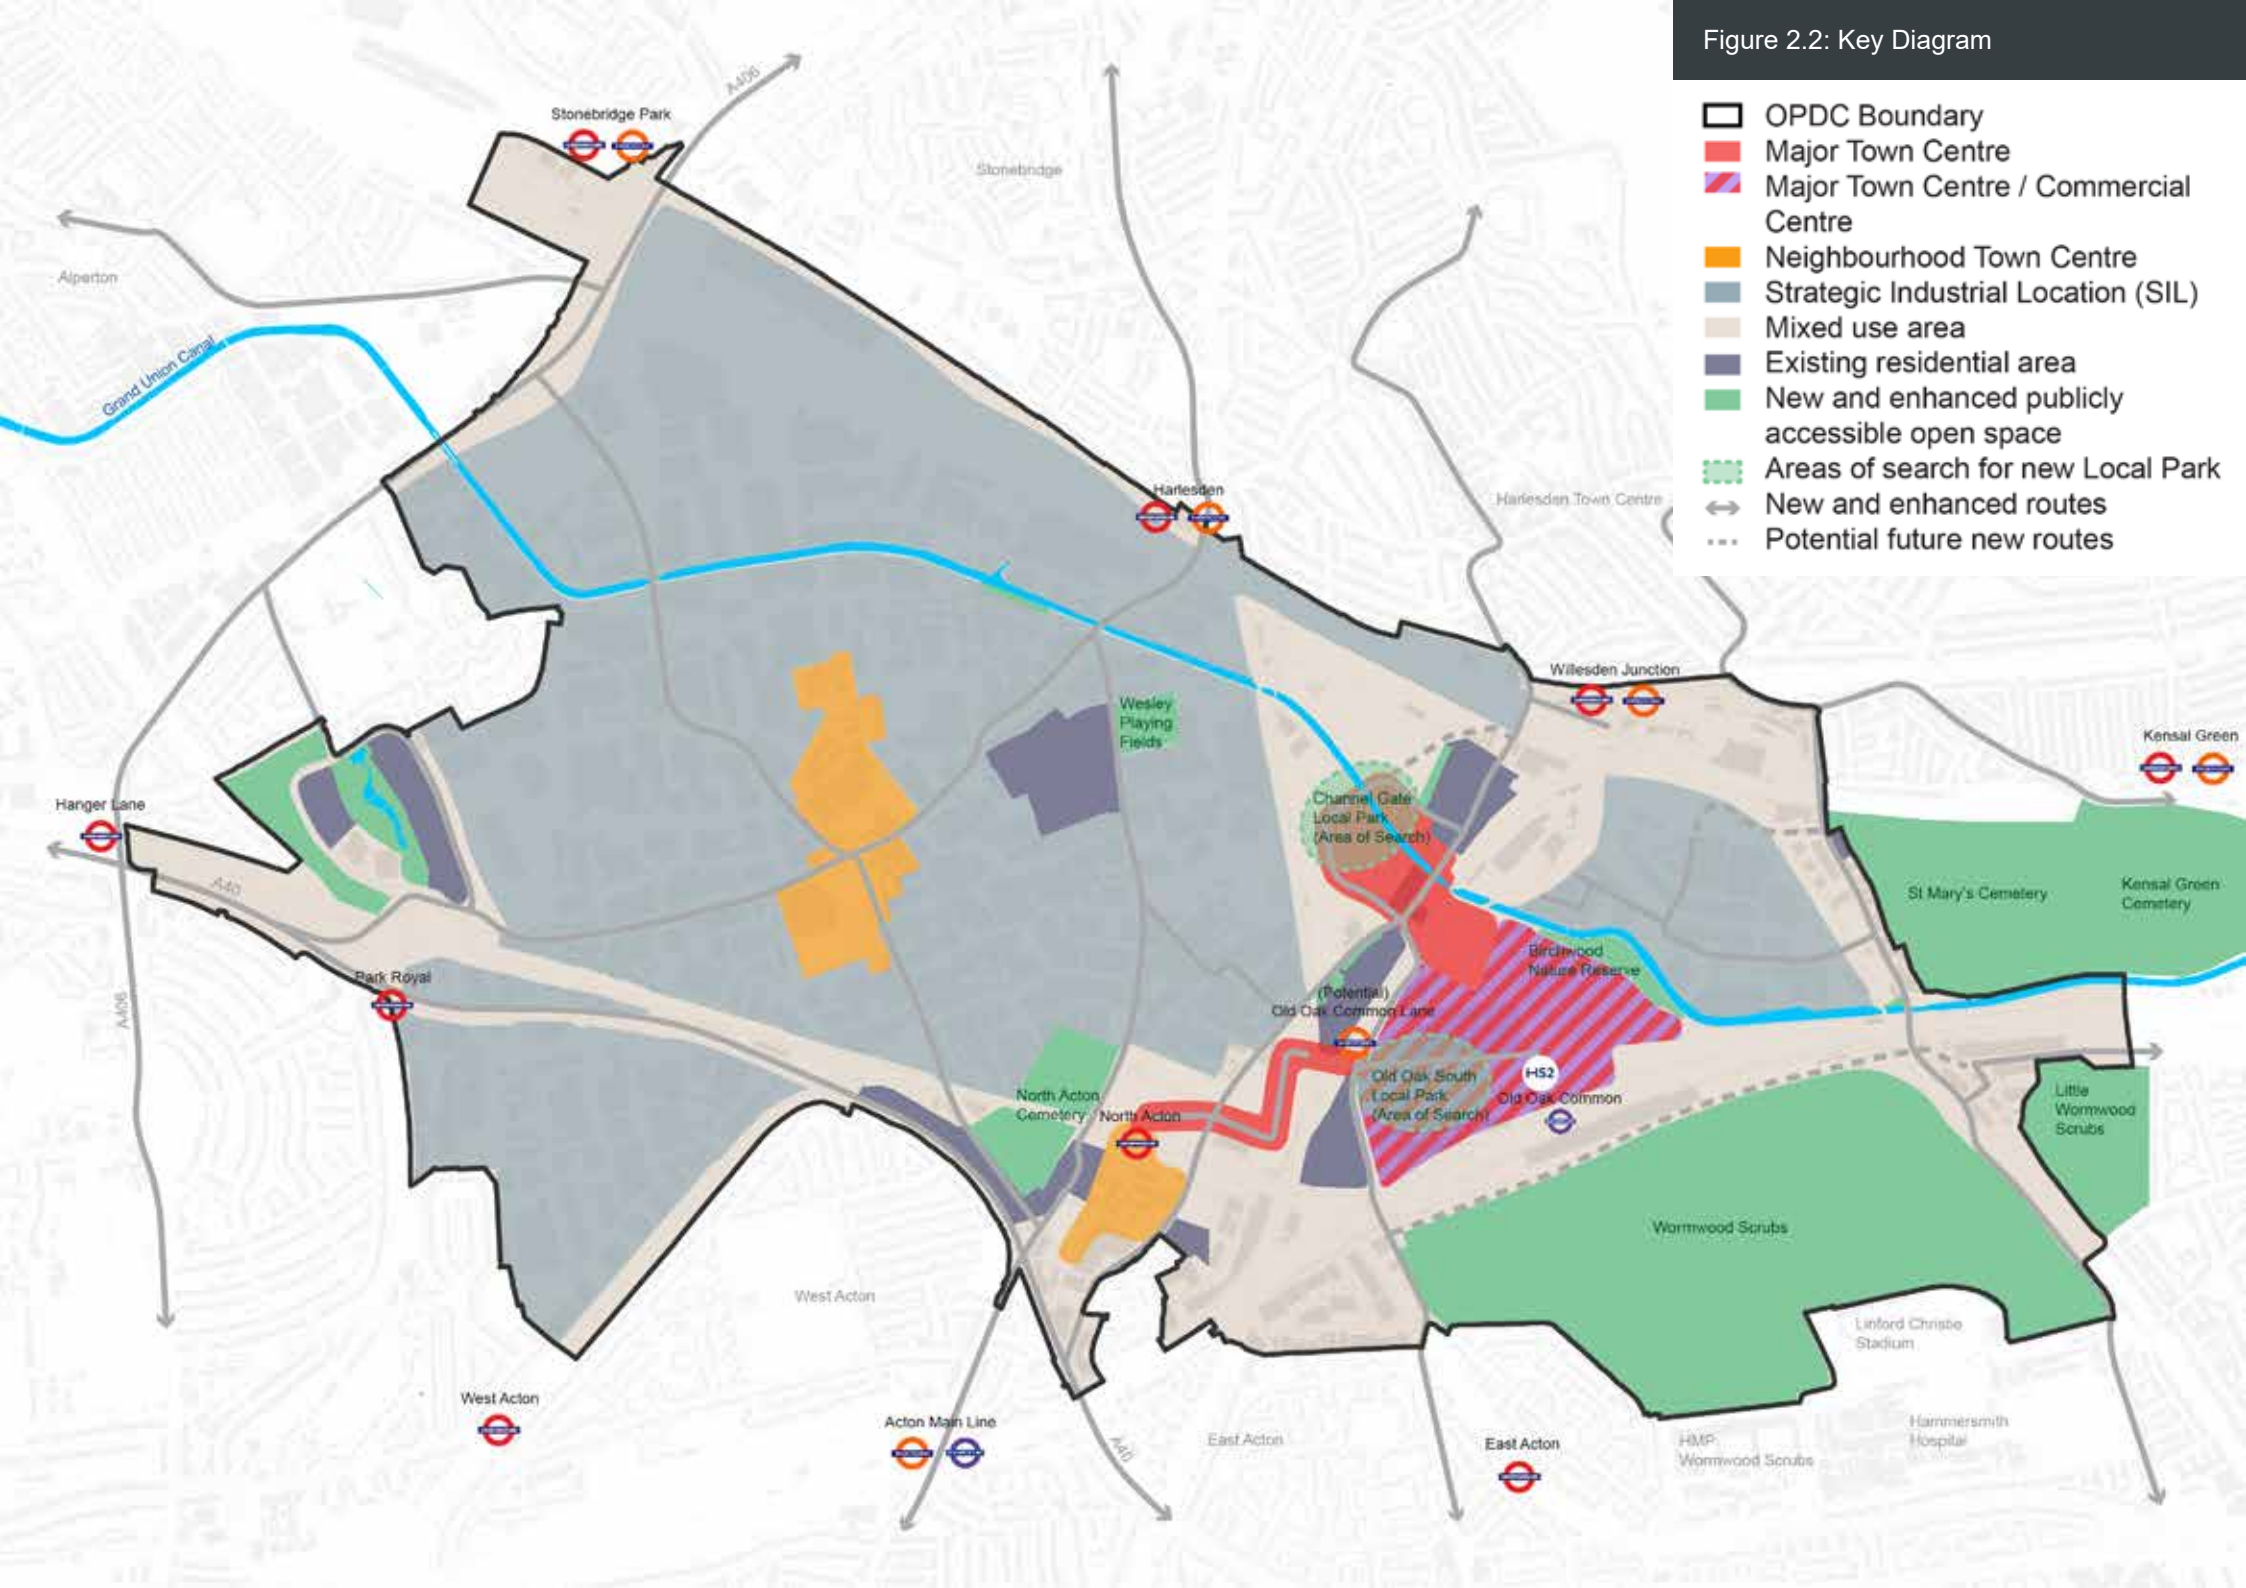 Figure 2.2: Key Diagram
OPDC Boundary
Major Town Centre
Major Town Centre / Commercial
Centre
Neighbourhood Town Centre
Strategic Industrial Location (SIL)
Mixed use area
Existing residential area
New and enhanced publicly
accessible open space
Areas of search for new Local Park
New and enhanced routes
Potential future new routes
A406
Stonebridge Park
Stonebridge
Alperton
Grand Union Canal
Harlesden
Harlesden Town Centre
Willesden Junction
Wesley
Playing
Fields
Kensal Green
Hanger Lane
Channel Gate
Local Park
(Area of Search)
A40
St Mary's Cemetery
Kensal Green
Cemetery
Birchwood
Nature Reserve
Park Royal
(Potential)
Old Oak Common Lane
A406
HS2
Old Oak South
Local Park
(Area of Search)
Old Oak Common
North Acton
Cemetery
North Acton
Little
Wormwood
Scrubs
Wormwood Scrubs
West Acton
Linford Christie
Stadium
West Acton
Acton Main Line
A40
East Acton
East Acton
HMP
Wormwood Scrubs
Hammersmith
Hospital